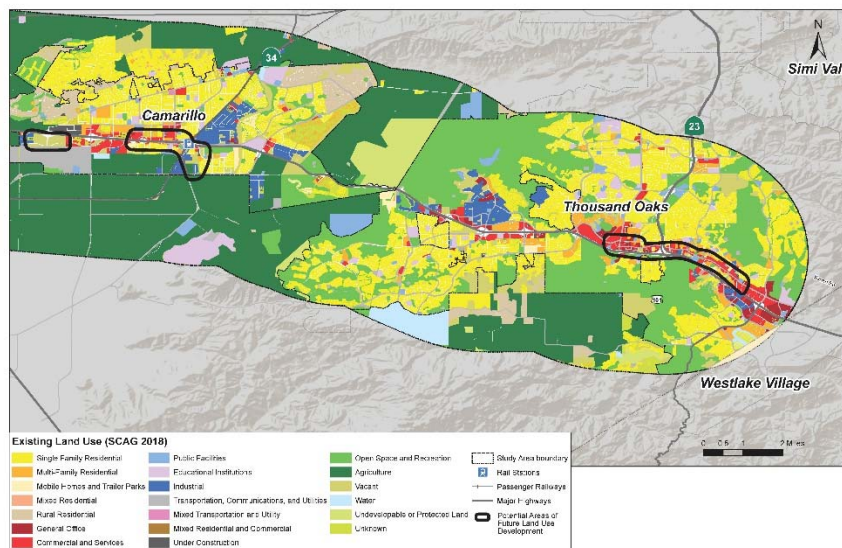 N
34
Simi Val
Camarillo
23
Thousand Oaks
101
Westlake Village
0 0.5 1 2 Miles
Existing Land Use (SCAG 2018)
Single Family Residential
Multi-Family Residential
Mobile Homes and Trailer Parks
Mixed Residential
Rural Residential
General Office
Commercial and Services
Public Facilities
Educational Institutions
Industrial
Transportation, Communications, and Utilities
Mixed Transportation and Utility
Mixed Residential and Commercial
Under Construction
Open Space and Recreation
Agriculture
Vacant
Water
Undevelopable or Protected Land
Unknown
Study Area boundary
Rail Stations
Passenger Railways
Major Highways
Potential Areas of
Future Land Use
Development